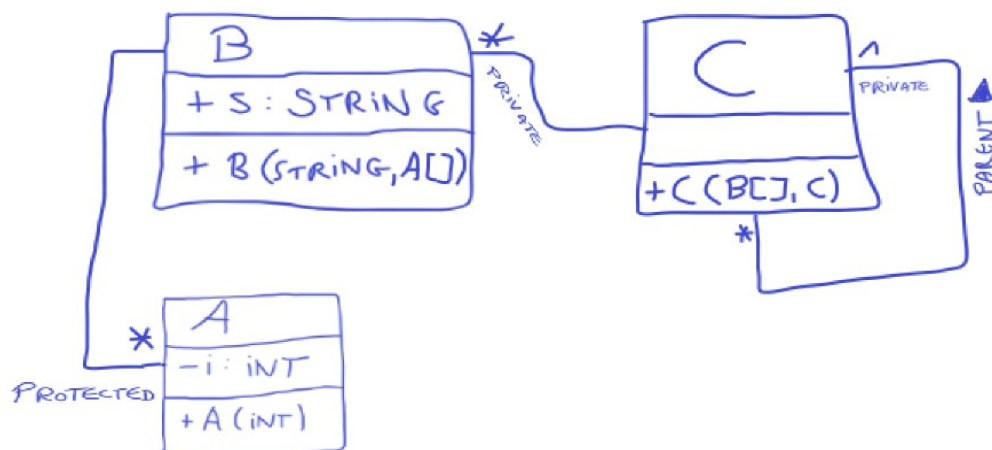 B
+ S : STRING
+ B (STRING, A[])
*
PRIVATE
C
+ C (B[], C)
1
PRIVATE
PARENT ▲
*
A
- i : iNT
+ A (iNT)
*
PROTECTED